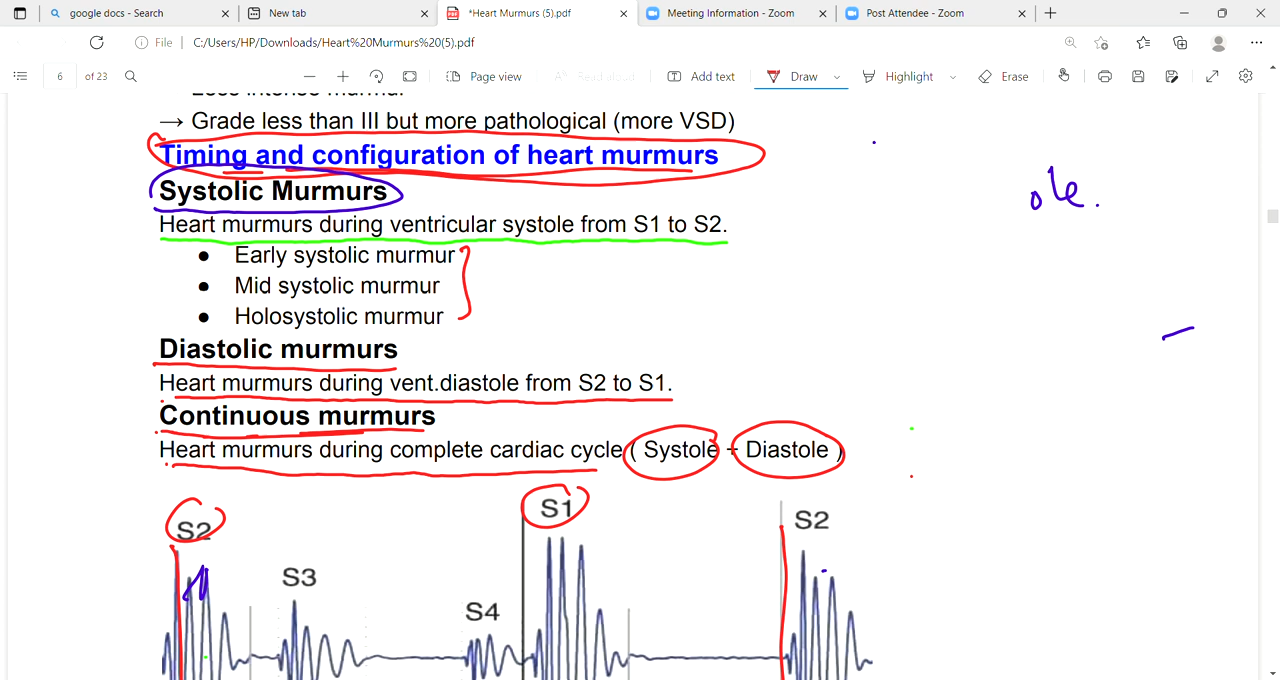 google docs - Search
New tab
*Heart Murmurs (5).pdf
Meeting Information - Zoom
Post Attendee - Zoom
File
C:/Users/HP/Downloads/Heart%20Murmurs%20(5).pdf
6 of 23
Page view
Read aloud
Add text
Draw
Highlight
Erase
→ Grade less than III but more pathological (more VSD)
Timing and configuration of heart murmurs
Systolic Murmurs
ole.
Heart murmurs during ventricular systole from S1 to S2.
● Early systolic murmur
● Mid systolic murmur
● Holosystolic murmur
Diastolic murmurs
Heart murmurs during vent.diastole from S2 to S1.
Continuous murmurs
Heart murmurs during complete cardiac cycle ( Systole + Diastole )
S2
S3
S4
S1
S2